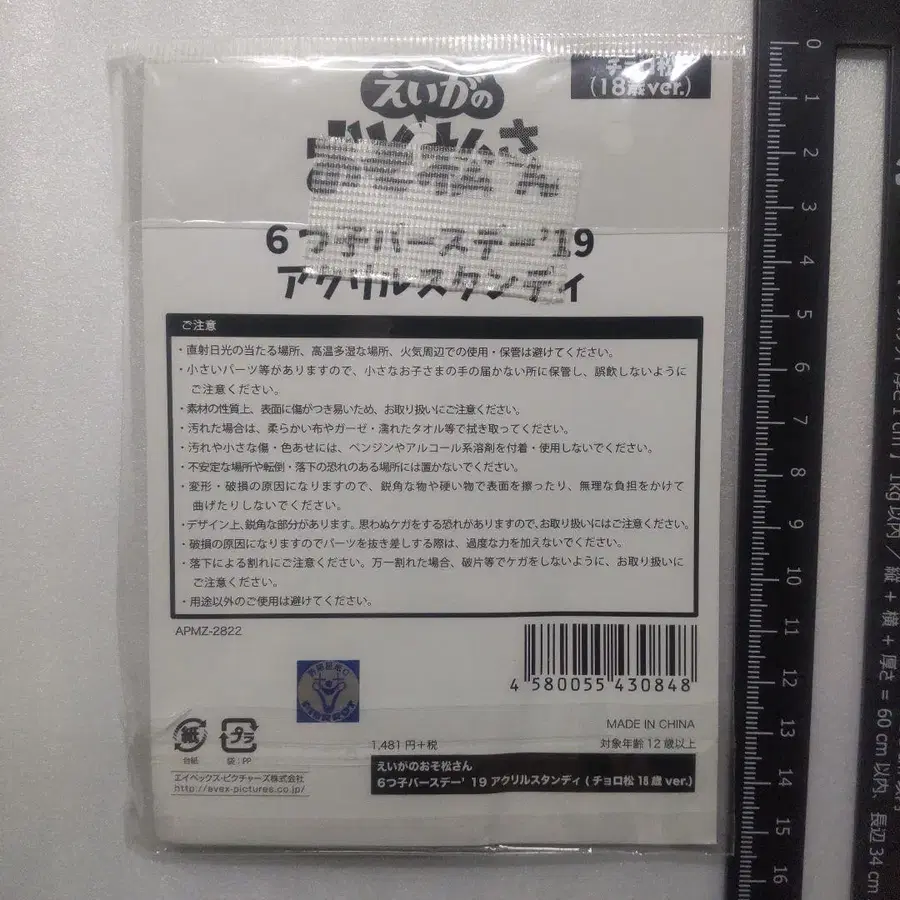 チョロ松
(18歳ver.)
えいがの
おそ松さん
6つ子バースデー'19
アクリルスタンディ
ご注意
・直射日光の当たる場所、高温多湿な場所、火気周辺での使用・保管は避けてください。
・小さいパーツ等がありますので、小さなお子さまの手の届かない所に保管し、誤飲しないように
ご注意ください。
・素材の性質上、表面に傷がつき易いため、お取り扱いにご注意ください。
・汚れた場合は、柔らかい布やガーゼ・濡れたタオル等で拭き取ってください。
・汚れや小さな傷・色あせには、ベンジンやアルコール系溶剤を付着・使用しないでください。
・不安定な場所や転倒・落下の恐れのある場所には置かないでください。
・変形・破損の原因になりますので、鋭角な物や硬い物で表面を擦ったり、無理な負担をかけて
曲げたりしないでください。
・デザイン上、鋭角な部分があります。思わぬケガをする恐れがありますので、お取り扱いにはご注意ください。
・破損の原因になりますのでパーツを抜き差しする際は、過度な力を加えないでください。
・落下による割れにご注意ください。万一割れた場合、破片等でケガをしないように、お取り扱いに
ご注意ください。
・用途以外のご使用は避けてください。
APMZ-2822
4 580055 430848
MADE IN CHINA
対象年齢12歳以上
紙
台紙
プラ
袋:PP
1,481円+税
エイベックス・ピクチャーズ株式会社
http://avex-pictures.co.jp/
えいがのおそ松さん
6つ子バースデー'19 アクリルスタンディ (チョロ松 18歳 ver.)
0
1
2
3
4
5
6
7
8
9
10
11
12
13
14
15
16
厚さ1cm」1kg以内 / 縦 + 横 + 厚さ = 60cm以内、長辺34cm